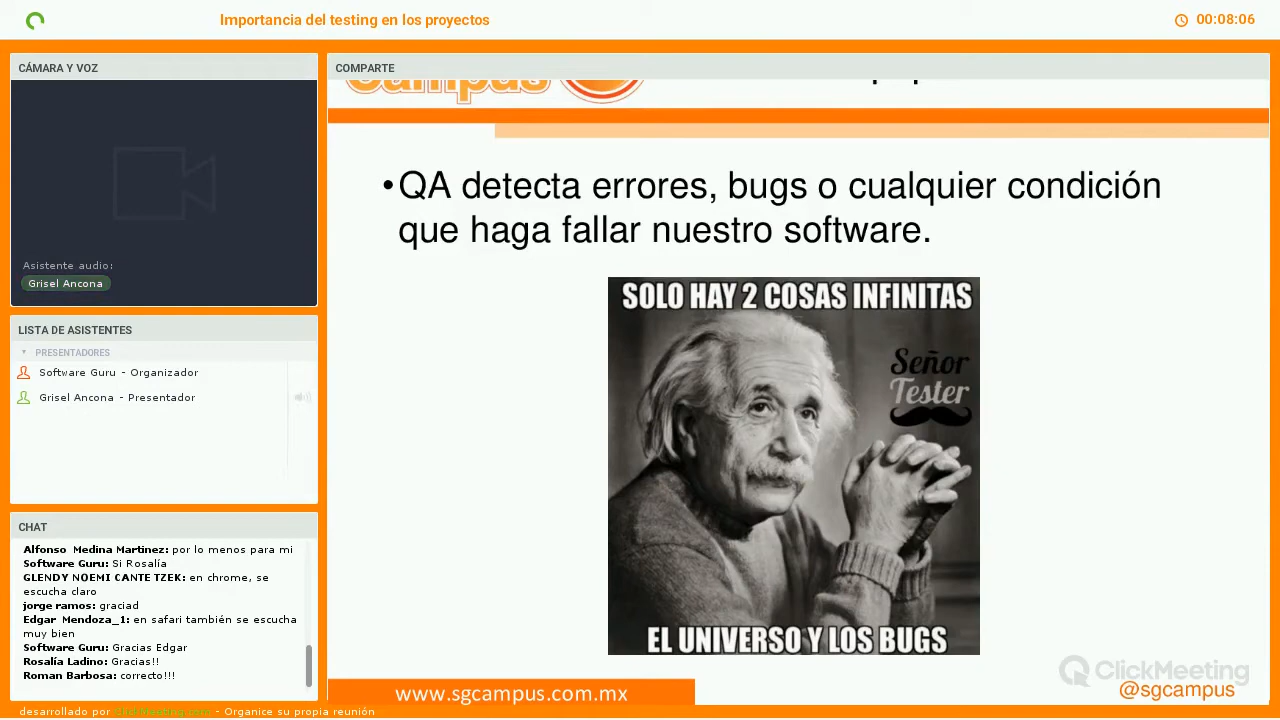 Importancia del testing en los proyectos
00:08:06
CÁMARA Y VOZ
Asistente audio:
Grisel Ancona
LISTA DE ASISTENTES
PRESENTADORES
Software Guru - Organizador
Grisel Ancona - Presentador
CHAT
Alfonso Medina Martinez: por lo menos para mi
Software Guru: Si Rosalía
GLENDY NOEMI CANTE TZEK: en chrome, se
escucha claro
jorge ramos: graciad
Edgar Mendoza_1: en safari también se escucha
muy bien
Software Guru: Gracias Edgar
Rosalía Ladino: Gracias!!
Roman Barbosa: correcto!!!
desarrollado por ClickMeeting.com - Organice su propia reunión
COMPARTE
Campus
•QA detecta errores, bugs o cualquier condición
que haga fallar nuestro software.
SOLO HAY 2 COSAS INFINITAS
Señor
Tester
EL UNIVERSO Y LOS BUGS
www.sgcampus.com.mx
ClickMeeting
@sgcampus